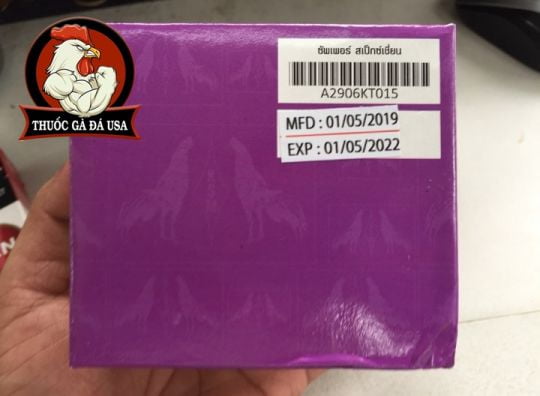 THUỐC GÀ ĐÁ USA
ซัพเพอร์ สเป็กซ์เชี่ยน
A2906KT015
MFD : 01/05/2019
EXP : 01/05/2022